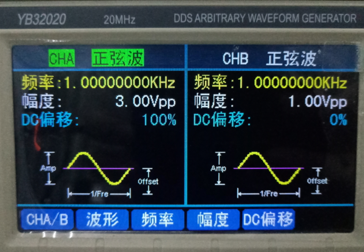 YB32020 20MHz DDS ARBITRARY WAVEFORM GENERATOR
CHA 正弦波
频率:1.00000000KHz
幅度: 3.00Vpp
DC偏移: 100%
Amp
Offset
1/Fre
CHB 正弦波
频率:1.00000000KHz
幅度: 1.00Vpp
DC偏移: 0%
Amp
Offset
1/Fre
CHA/B 波形 频率 幅度 DC偏移